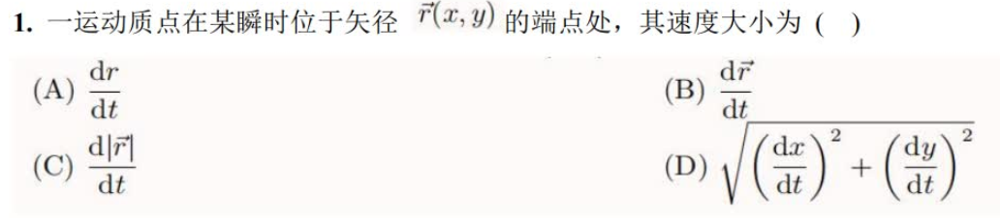 1. 一运动质点在某瞬时位于矢径 $\vec{r}(x, y)$ 的端点处，其速度大小为 ( )
(A) $\frac{\mathrm{d}r}{\mathrm{d}t}$ (B) $\frac{\mathrm{d}\vec{r}}{\mathrm{d}t}$
(C) $\frac{\mathrm{d}|\vec{r}|}{\mathrm{d}t}$ (D) $\sqrt{\left(\frac{\mathrm{d}x}{\mathrm{d}t}\right)^2 + \left(\frac{\mathrm{d}y}{\mathrm{d}t}\right)^2}$